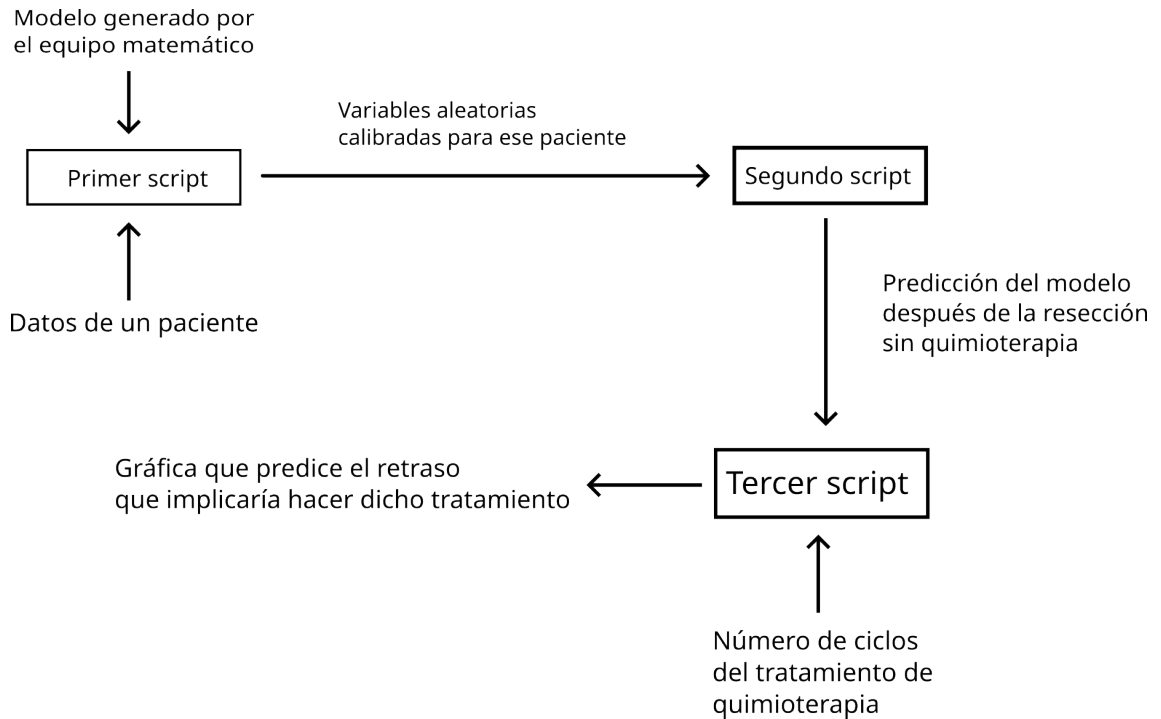 Modelo generado por
el equipo matemático
Variables aleatorias
calibradas para ese paciente
Primer script
Segundo script
Datos de un paciente
Predicción del modelo
después de la resección
sin quimioterapia
Gráfica que predice el retraso
que implicaría hacer dicho tratamiento
Tercer script
Número de ciclos
del tratamiento de
quimioterapia